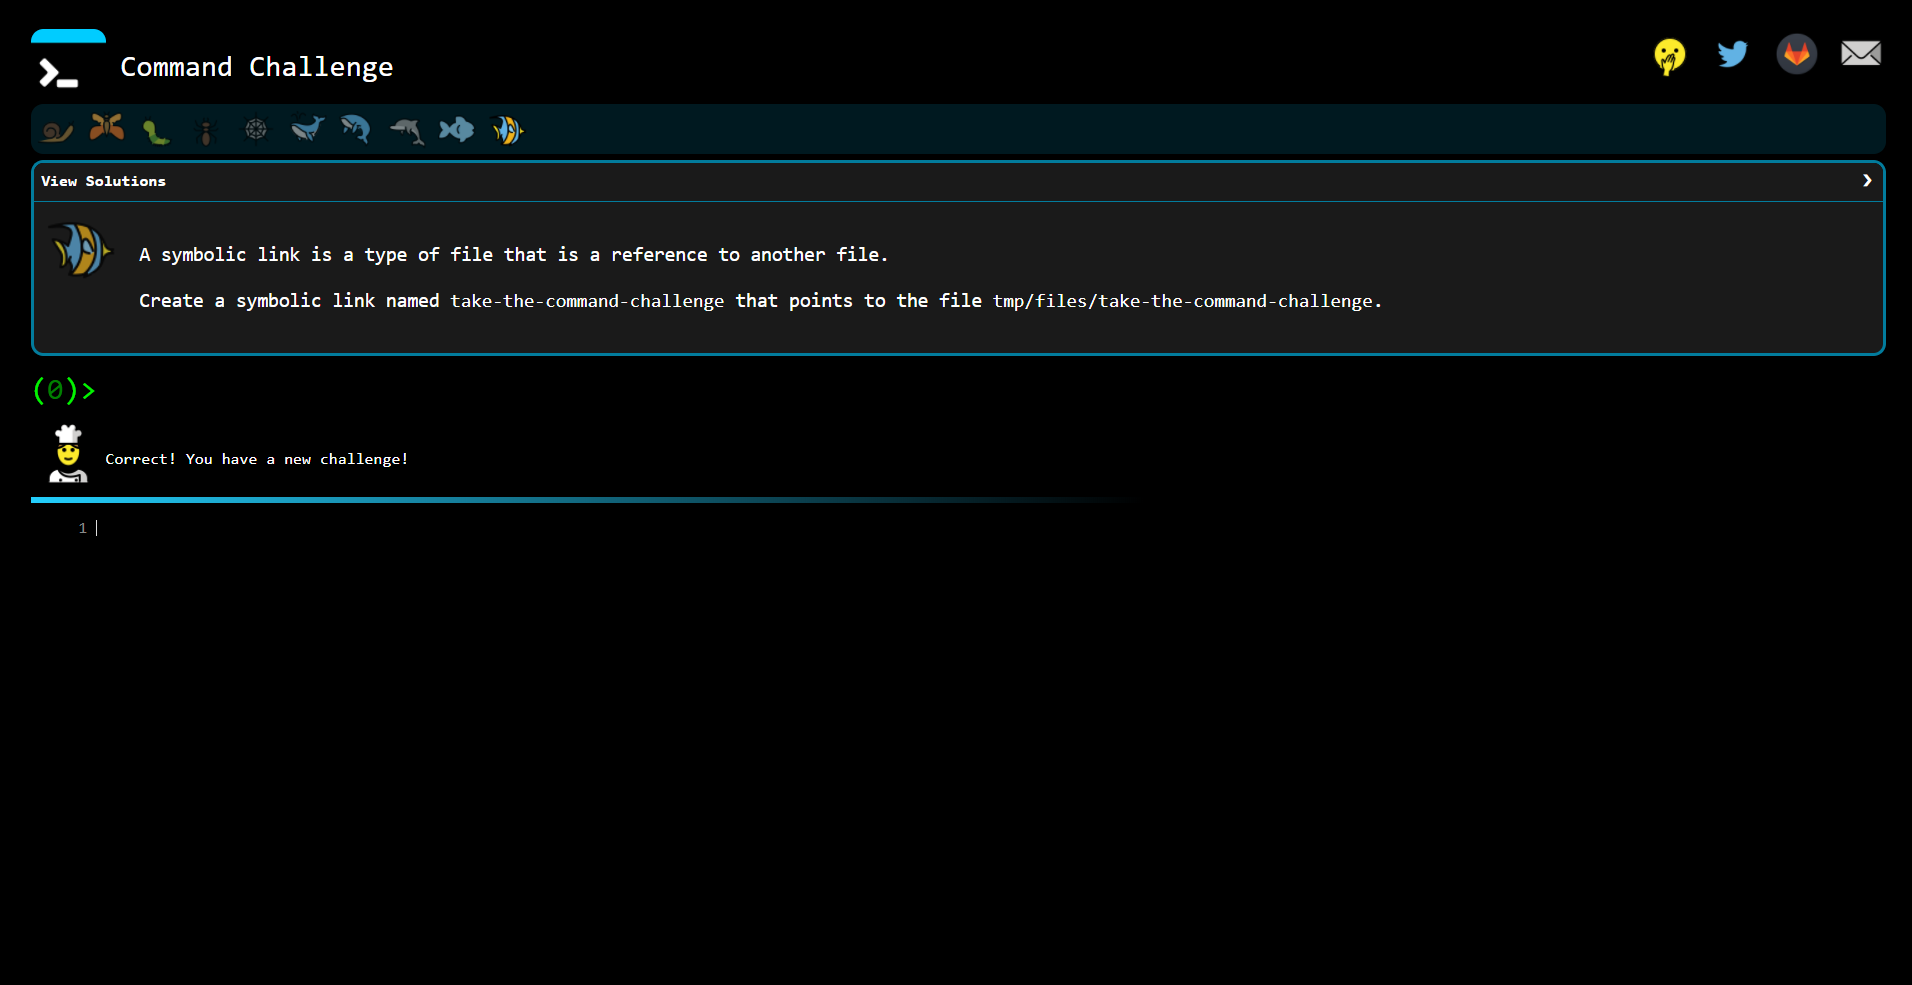 Command Challenge
View Solutions
A symbolic link is a type of file that is a reference to another file.
Create a symbolic link named take-the-command-challenge that points to the file tmp/files/take-the-command-challenge.
(0)>
Correct! You have a new challenge!
1